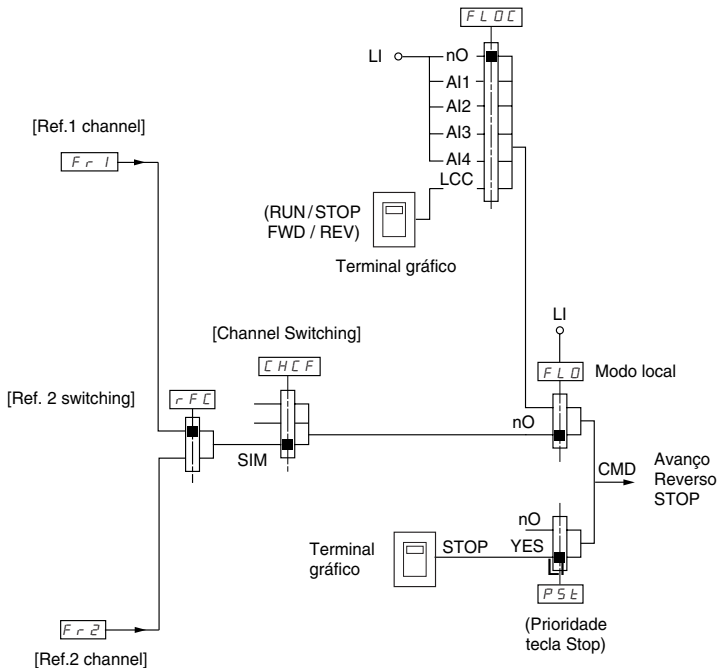 FLOC
LI
nO
AI1
AI2
AI3
AI4
LCC
[Ref.1 channel]
Fr1
(RUN/STOP
FWD / REV)
Terminal gráfico
LI
[Channel Switching]
CHCF
FLO
Modo local
[Ref. 2 switching]
rFC
nO
SIM
CMD
Avanço
Reverso
STOP
nO
Terminal
gráfico
STOP
YES
LI
PSt
(Prioridade
tecla Stop)
Fr2
[Ref.2 channel]